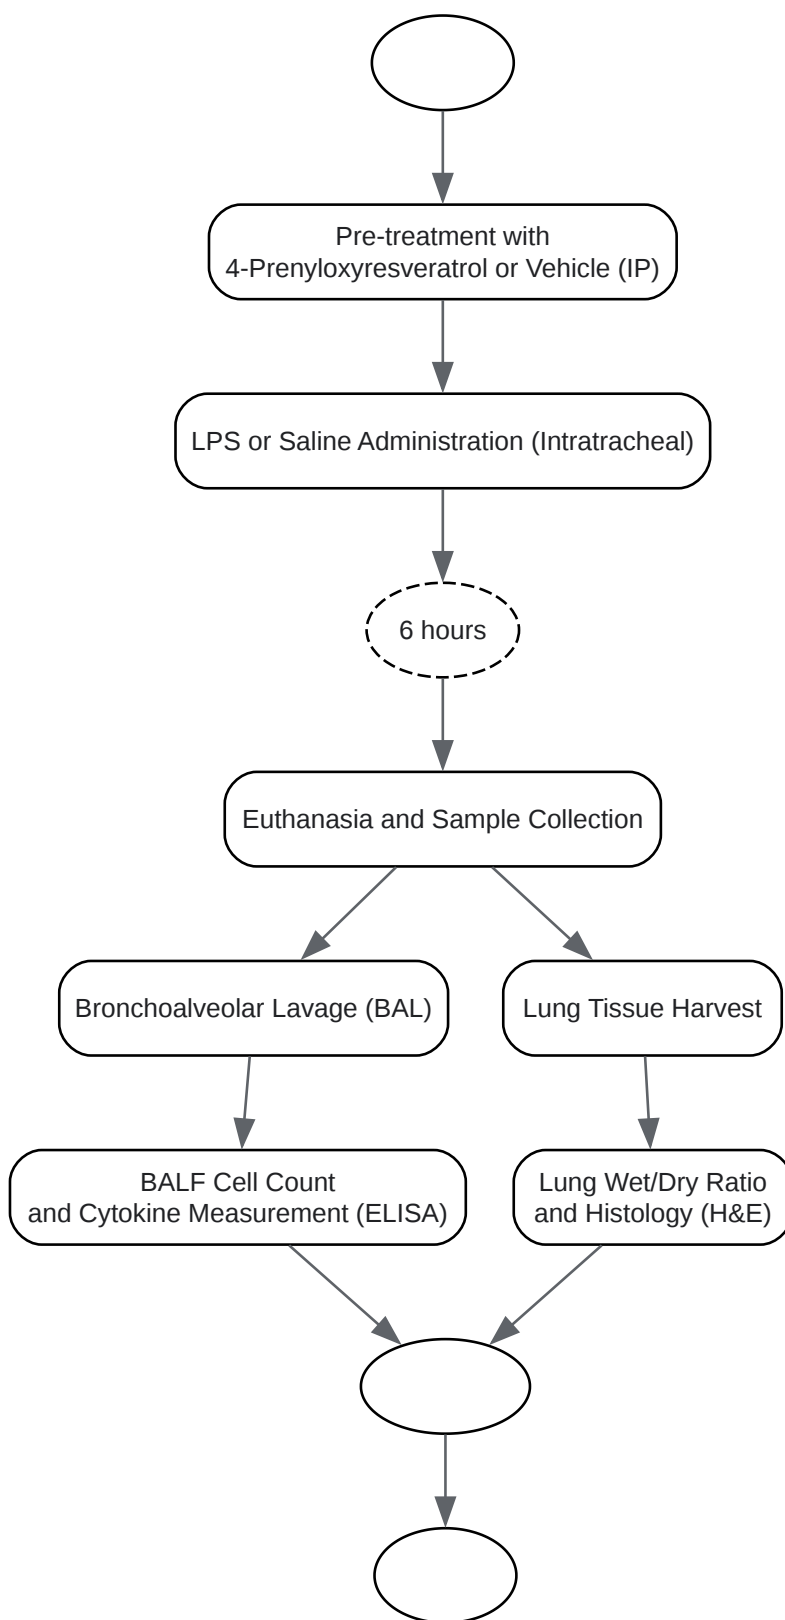 Pre-treatment with
4-Prenyloxyresveratrol or Vehicle (IP)
LPS or Saline Administration (Intratracheal)
6 hours
Euthanasia and Sample Collection
Bronchoalveolar Lavage (BAL)
Lung Tissue Harvest
BALF Cell Count
and Cytokine Measurement (ELISA)
Lung Wet/Dry Ratio
and Histology (H&E)